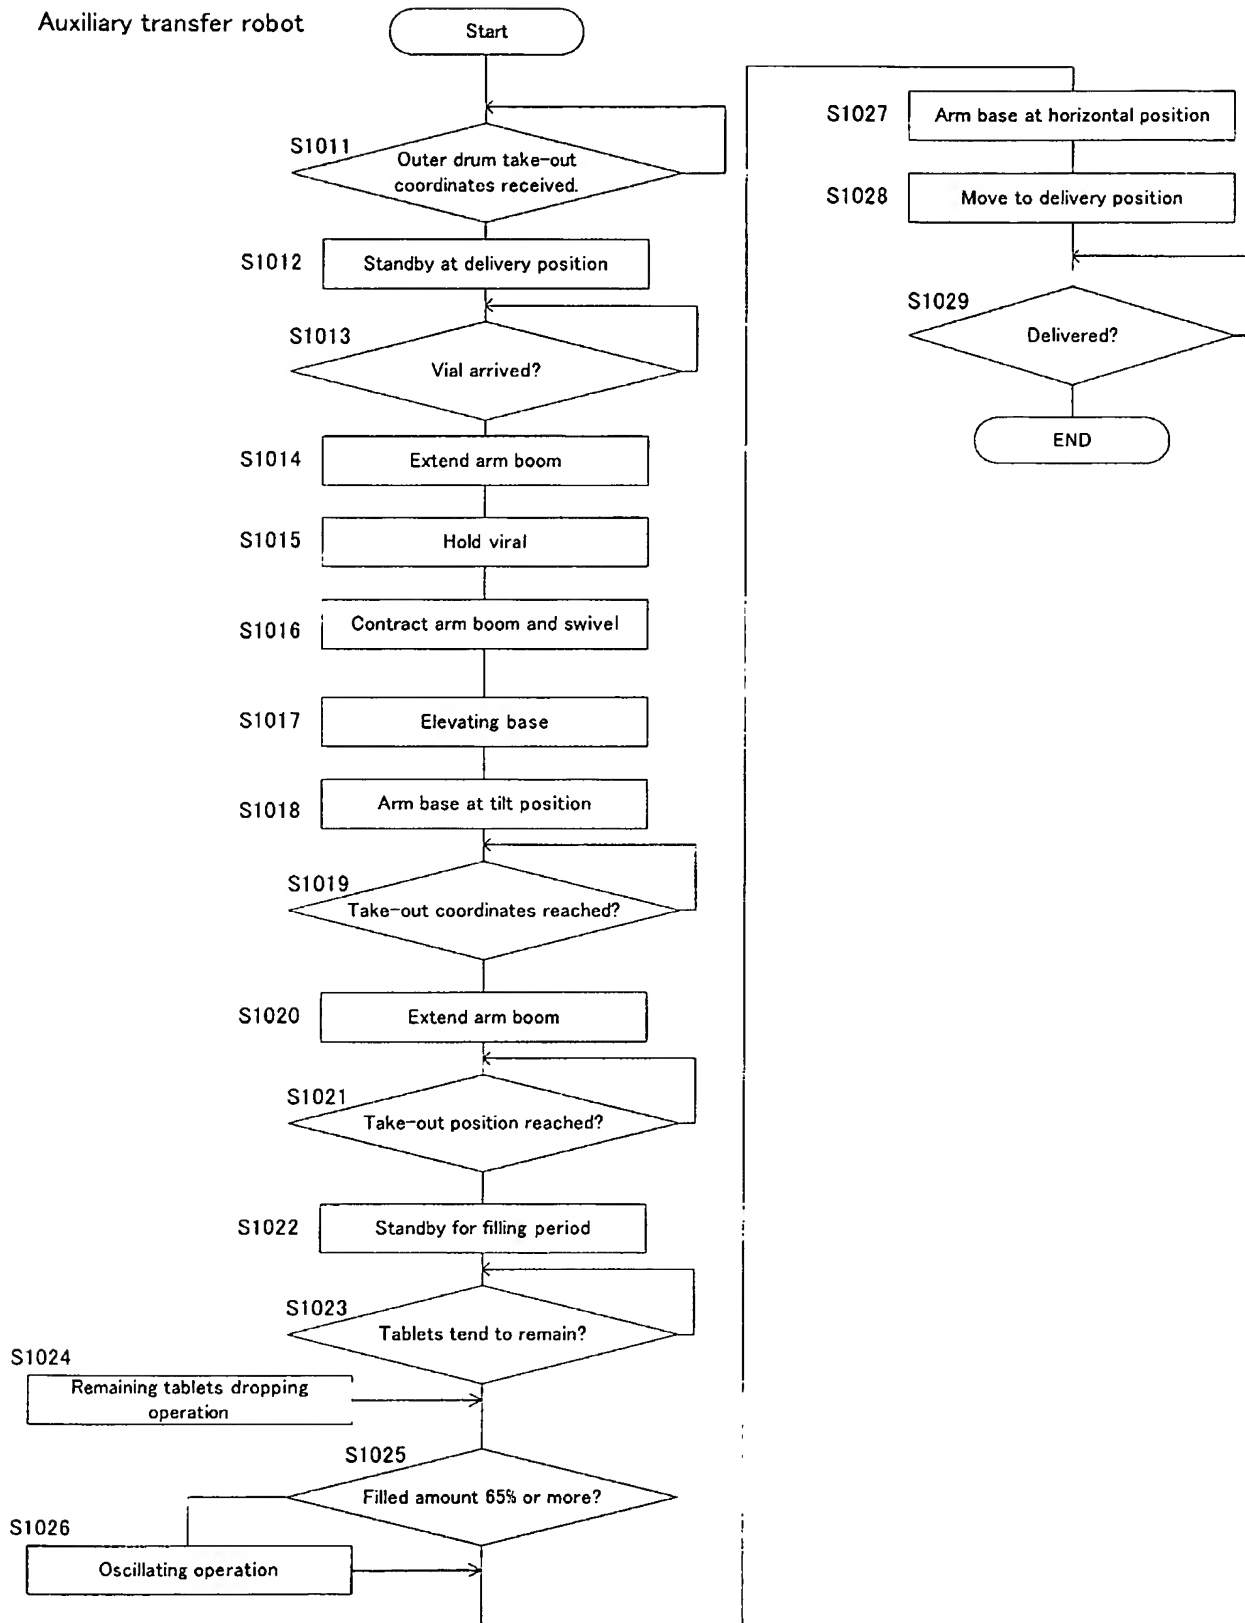 Auxiliary transfer robot
Start
S1011
Outer drum take-out
coordinates received.
S1012
Standby at delivery position
S1013
Vial arrived?
S1014
Extend arm boom
S1015
Hold viral
S1016
Contract arm boom and swivel
S1017
Elevating base
S1018
Arm base at tilt position
S1019
Take-out coordinates reached?
S1020
Extend arm boom
S1021
Take-out position reached?
S1022
Standby for filling period
S1023
Tablets tend to remain?
S1024
Remaining tablets dropping
operation
S1025
Filled amount 65% or more?
S1026
Oscillating operation
S1027
Arm base at horizontal position
S1028
Move to delivery position
S1029
Delivered?
END